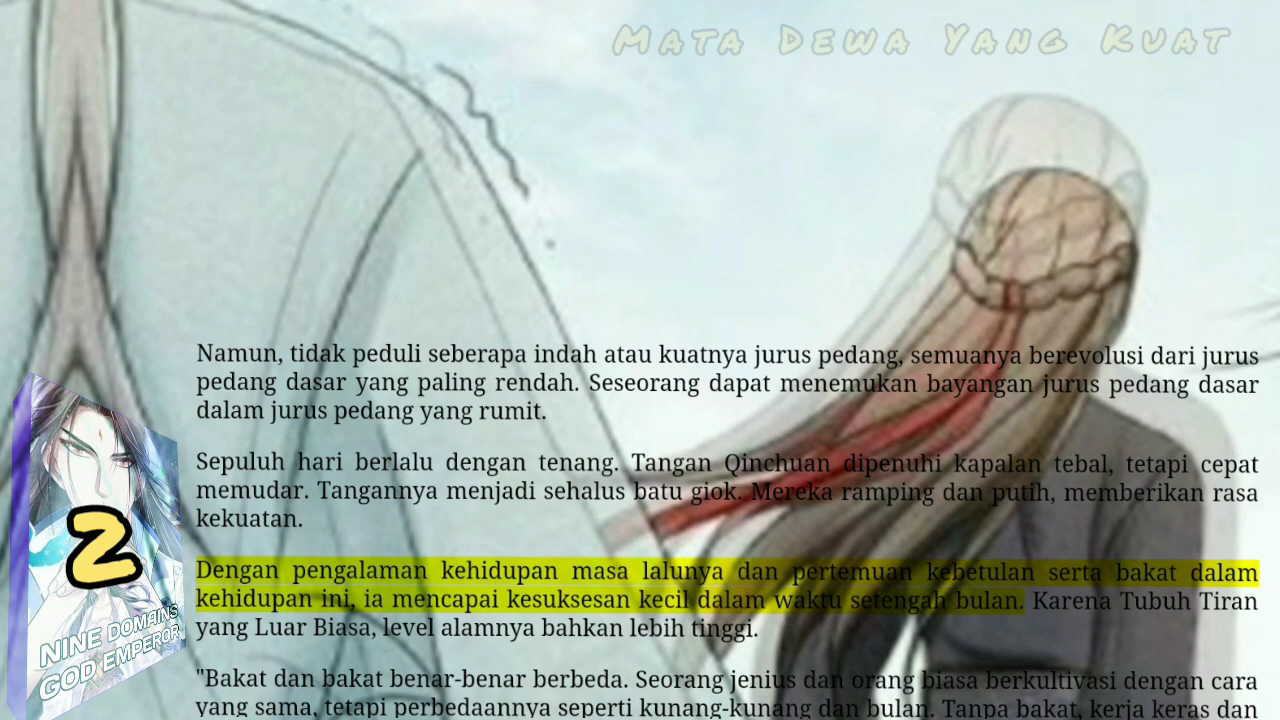 Mata Dewa Yang Kuat
Namun, tidak peduli seberapa indah atau kuatnya jurus pedang, semuanya berevolusi dari jurus
pedang dasar yang paling rendah. Seseorang dapat menemukan bayangan jurus pedang dasar
dalam jurus pedang yang rumit.
Sepuluh hari berlalu dengan tenang. Tangan Qinchuan dipenuhi kapalan tebal, tetapi cepat
memudar. Tangannya menjadi sehalus batu giok. Mereka ramping dan putih, memberikan rasa
kekuatan.
Dengan pengalaman kehidupan masa lalunya dan pertemuan kebetulan serta bakat dalam
kehidupan ini, ia mencapai kesuksesan kecil dalam waktu setengah bulan. Karena Tubuh Tiran
yang Luar Biasa, level alamnya bahkan lebih tinggi.
"Bakat dan bakat benar-benar berbeda. Seorang jenius dan orang biasa berkultivasi dengan cara
yang sama, tetapi perbedaannya seperti kunang-kunang dan bulan. Tanpa bakat, kerja keras dan
2
NINE DOMAINS
GOD EMPEROR